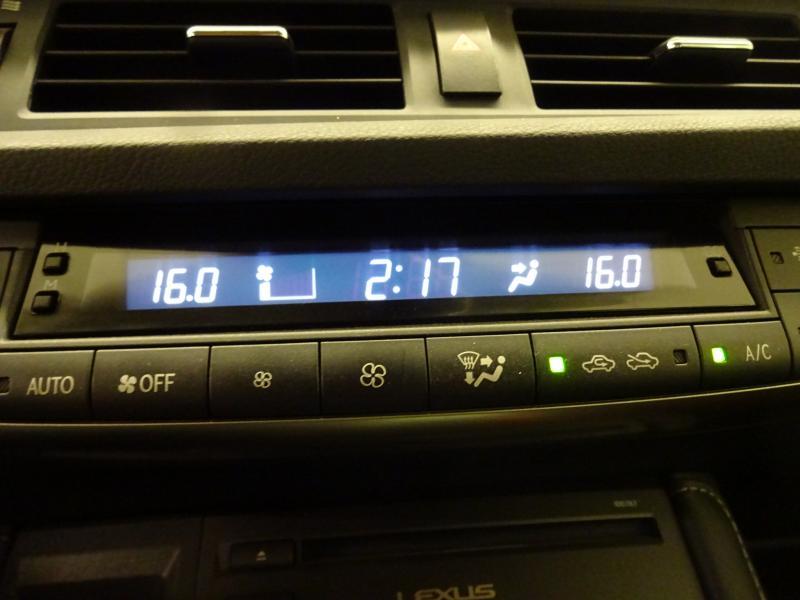 16.0 2:17 16.0
H
M
AUTO OFF A/C
LEXUS